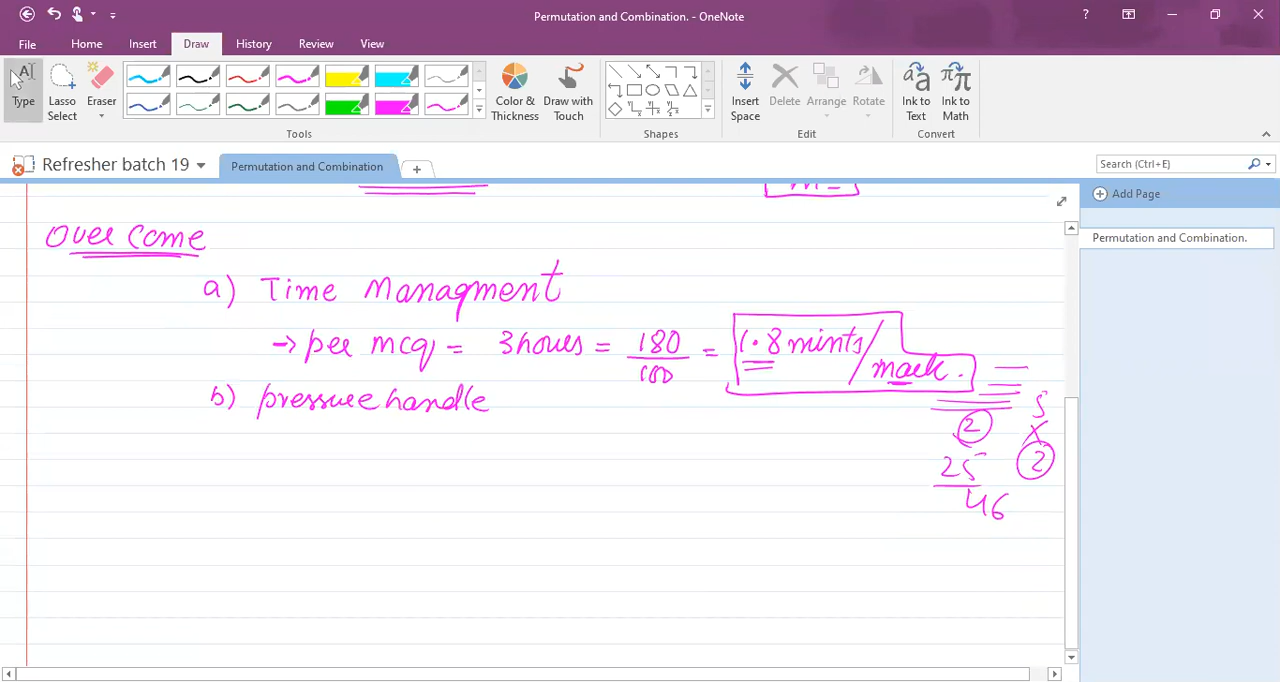 Permutation and Combination. - OneNote
?
File Home Insert Draw History Review View
Type
Lasso Select
Eraser
Color & Thickness
Draw with Touch
Insert Space
Delete
Arrange
Rotate
Ink to Text
Ink to Math
Tools
Shapes
Edit
Convert
Refresher batch 19
Permutation and Combination
Search (Ctrl+E)
Add Page
Permutation and Combination.
Over Come
a) Time Managment
→ per mcq = 3 hours = 180/100 = 1.8 mints/mark.
b) pressure handle
2
25
46
5
x
2